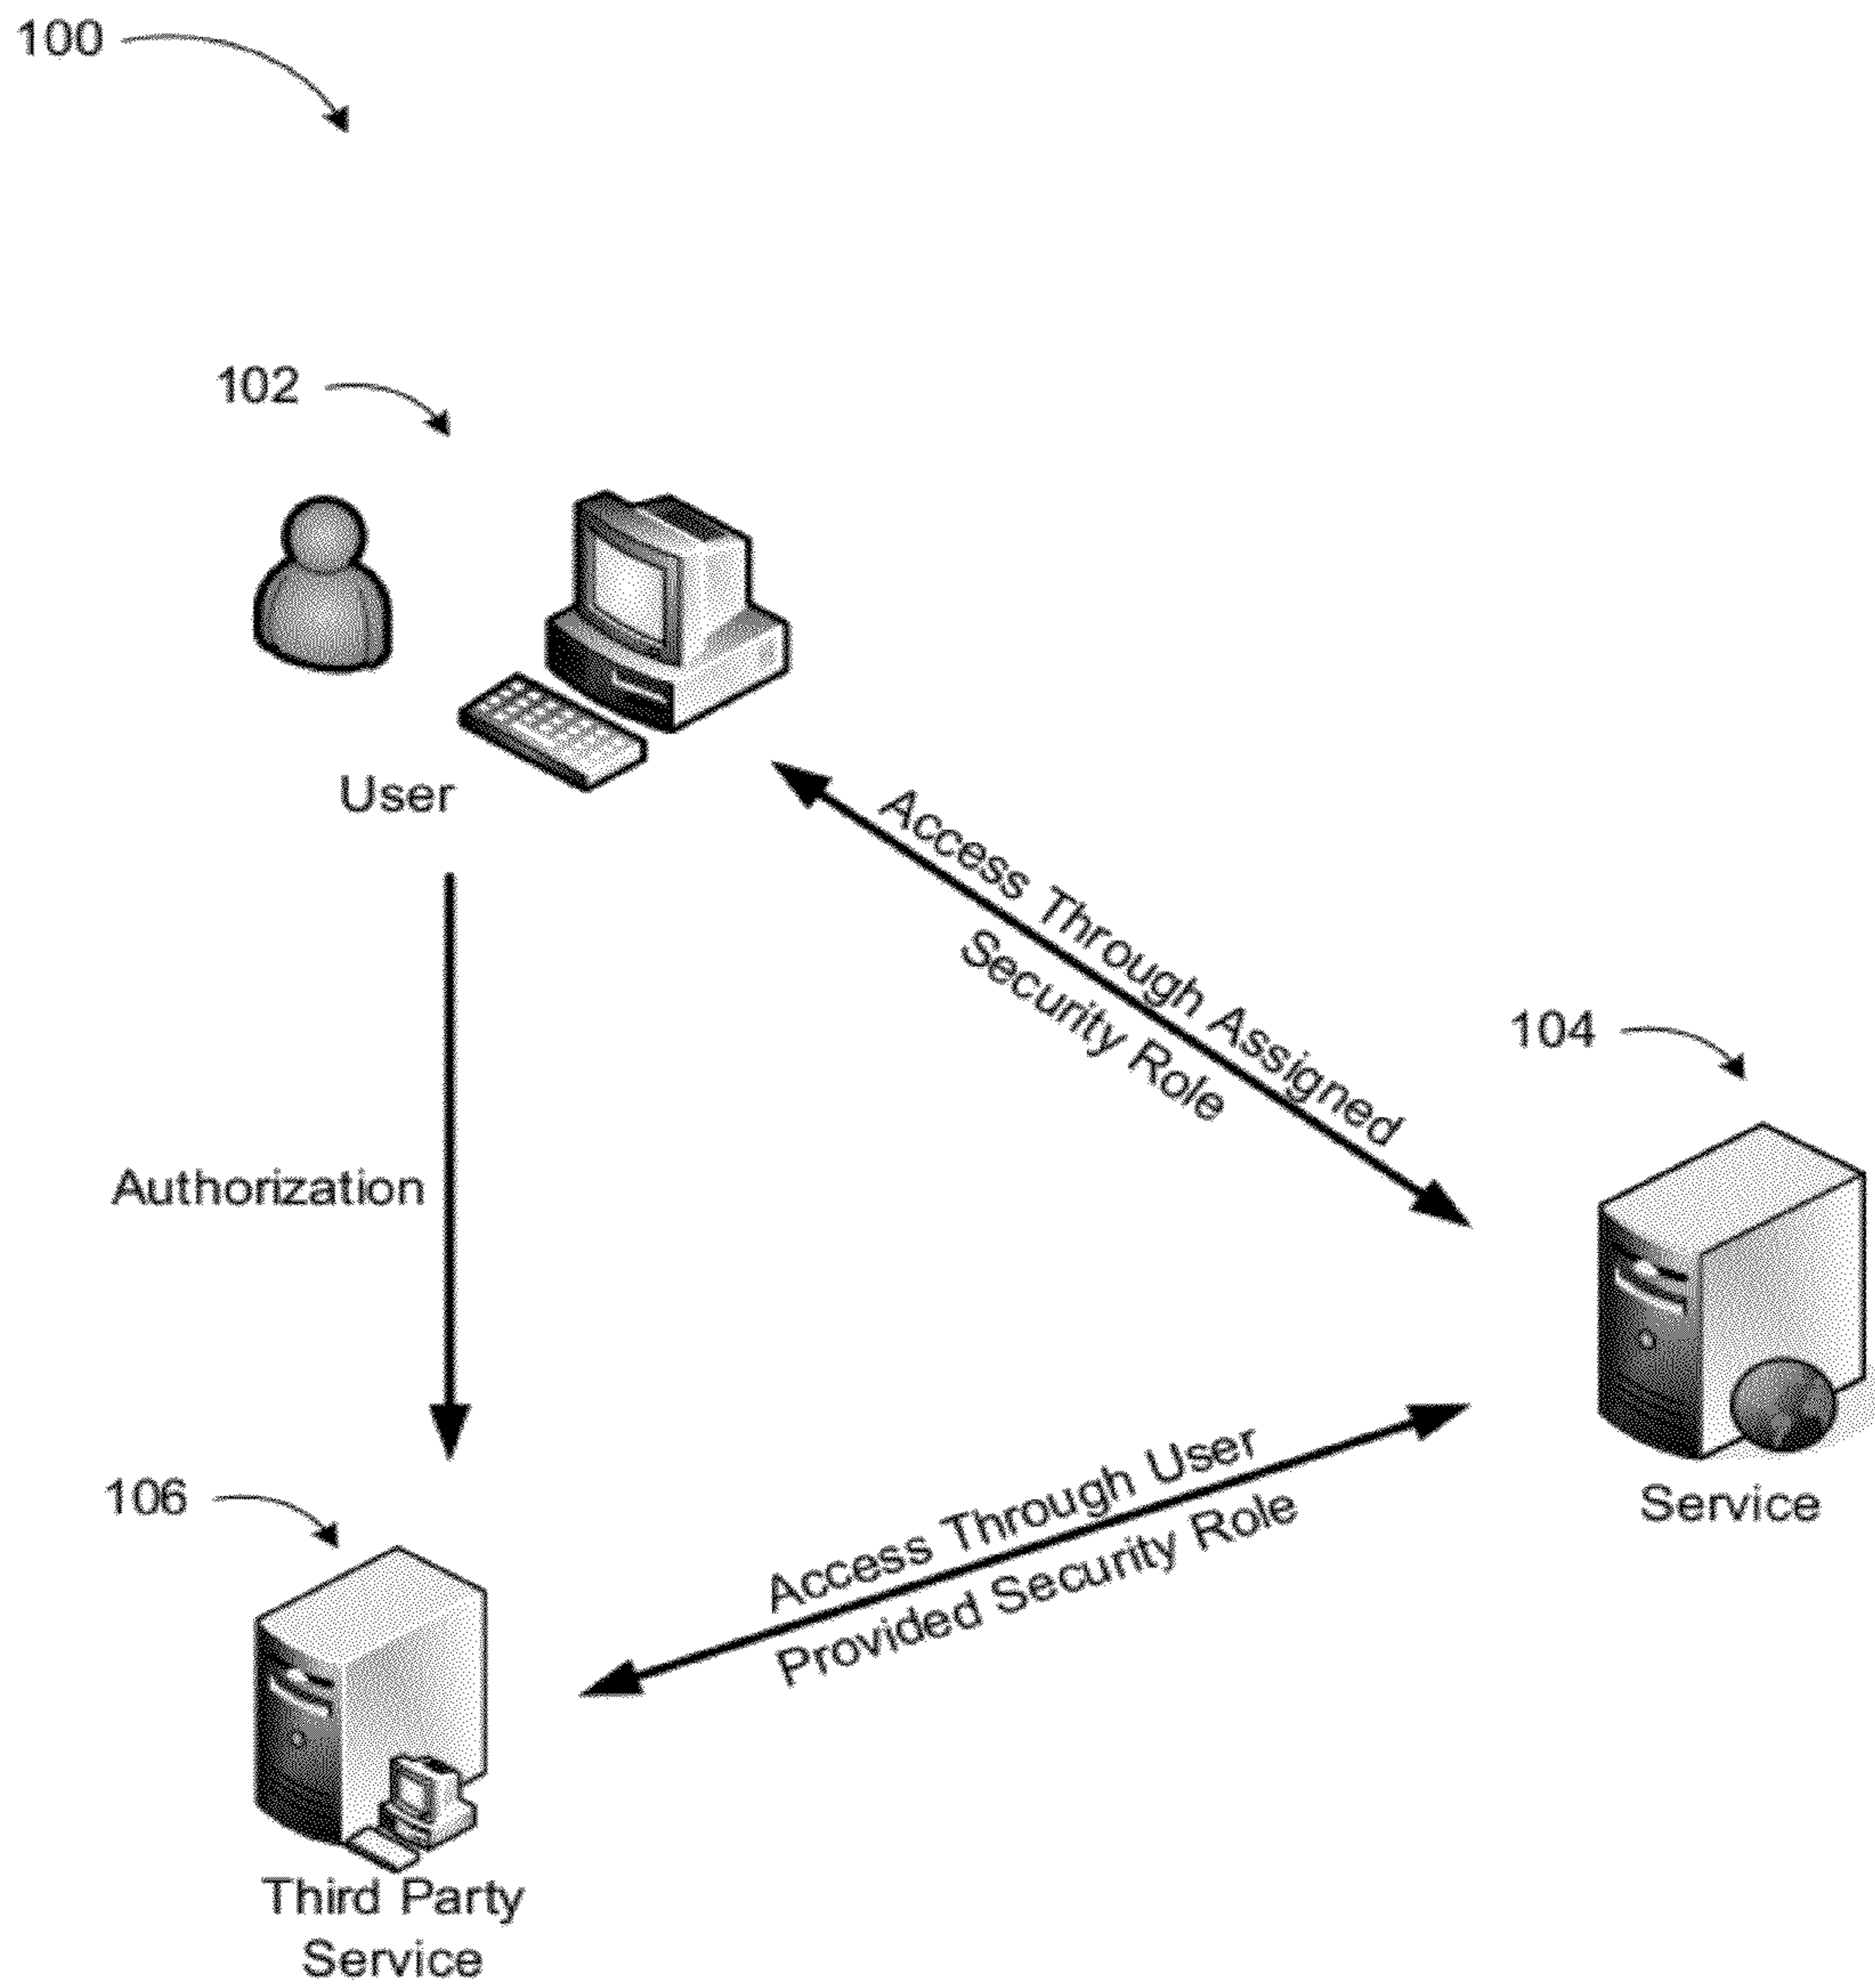 100
102
User
Access Through Assigned
Security Role
104
Authorization
Service
106
Access Through User
Provided Security Role
Third Party
Service